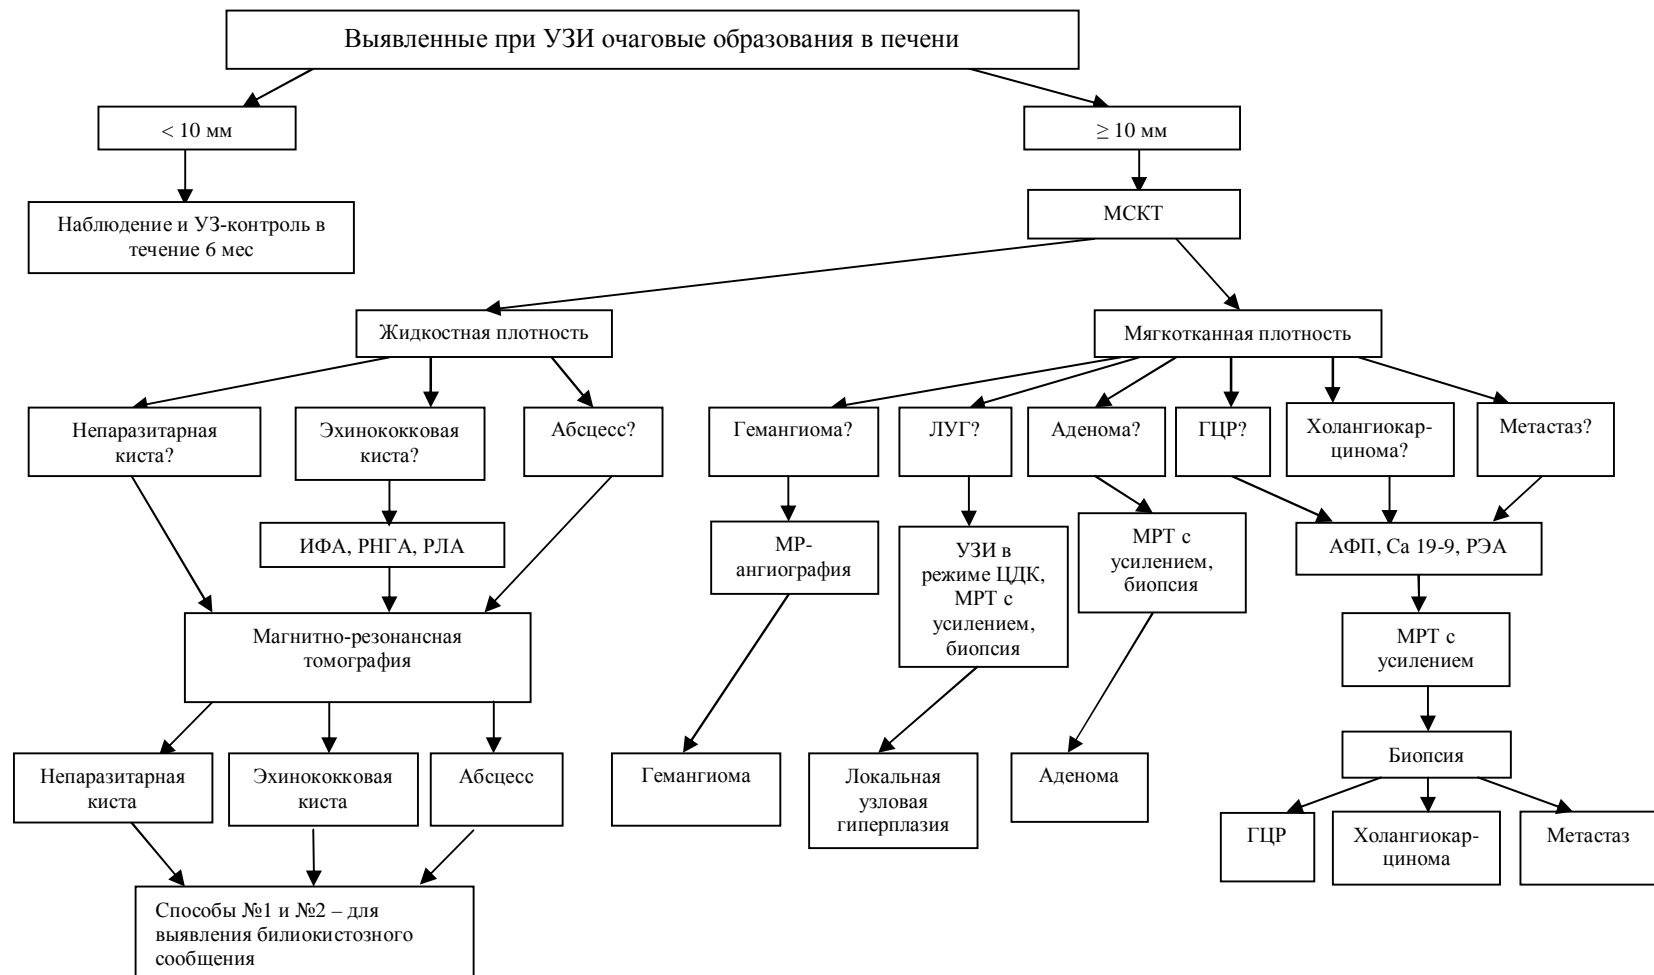 Выявленные при УЗИ очаговые образования в печени
< 10 мм
≥ 10 мм
Наблюдение и УЗ-контроль в
течение 6 мес
МСКТ
Жидкостная плотность
Мягкотканная плотность
Непаразитарная
киста?
Эхинококковая
киста?
Абсцесс?
Гемангиома?
ЛУГ?
Аденома?
ГЦР?
Холангиокар-
цинома?
Метастаз?
ИФА, РНГА, РЛА
МР-
ангиография
УЗИ в
режиме ЦДК,
МРТ с
усилением,
биопсия
МРТ с
усилением,
биопсия
АФП, Са 19-9, РЭА
Магнитно-резонансная
томография
МРТ с
усилением
Биопсия
Непаразитарная
киста
Эхинококковая
киста
Абсцесс
Гемангиома
Локальная
узловая
гиперплазия
Аденома
ГЦР
Холангиокар-
цинома
Метастаз
Способы №1 и №2 – для
выявления билиокистозного
сообщения